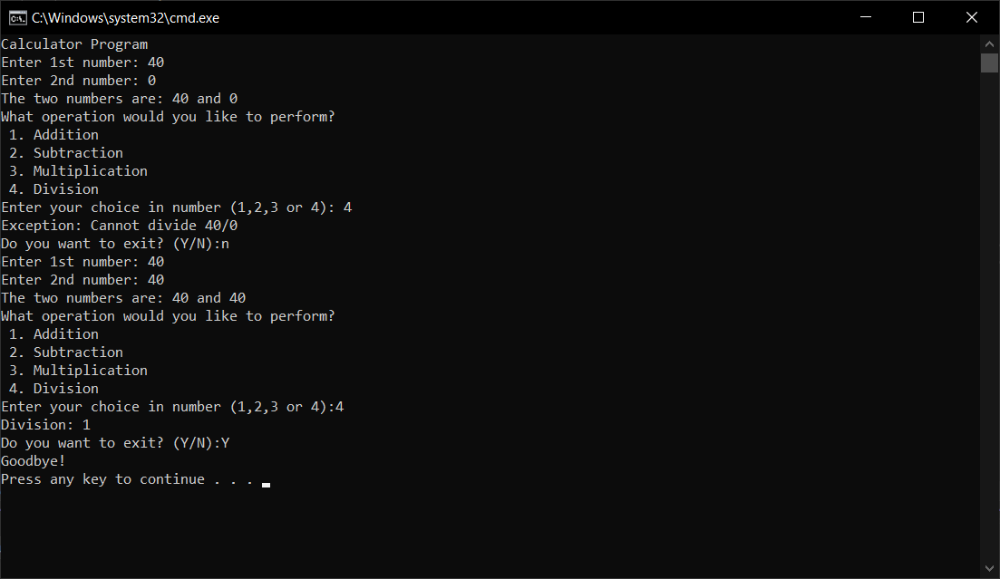 C:\Windows\system32\cmd.exe
Calculator Program
Enter 1st number: 40
Enter 2nd number: 0
The two numbers are: 40 and 0
What operation would you like to perform?
 1. Addition
 2. Subtraction
 3. Multiplication
 4. Division
Enter your choice in number (1,2,3 or 4): 4
Exception: Cannot divide 40/0
Do you want to exit? (Y/N):n
Enter 1st number: 40
Enter 2nd number: 40
The two numbers are: 40 and 40
What operation would you like to perform?
 1. Addition
 2. Subtraction
 3. Multiplication
 4. Division
Enter your choice in number (1,2,3 or 4):4
Division: 1
Do you want to exit? (Y/N):Y
Goodbye!
Press any key to continue . . .